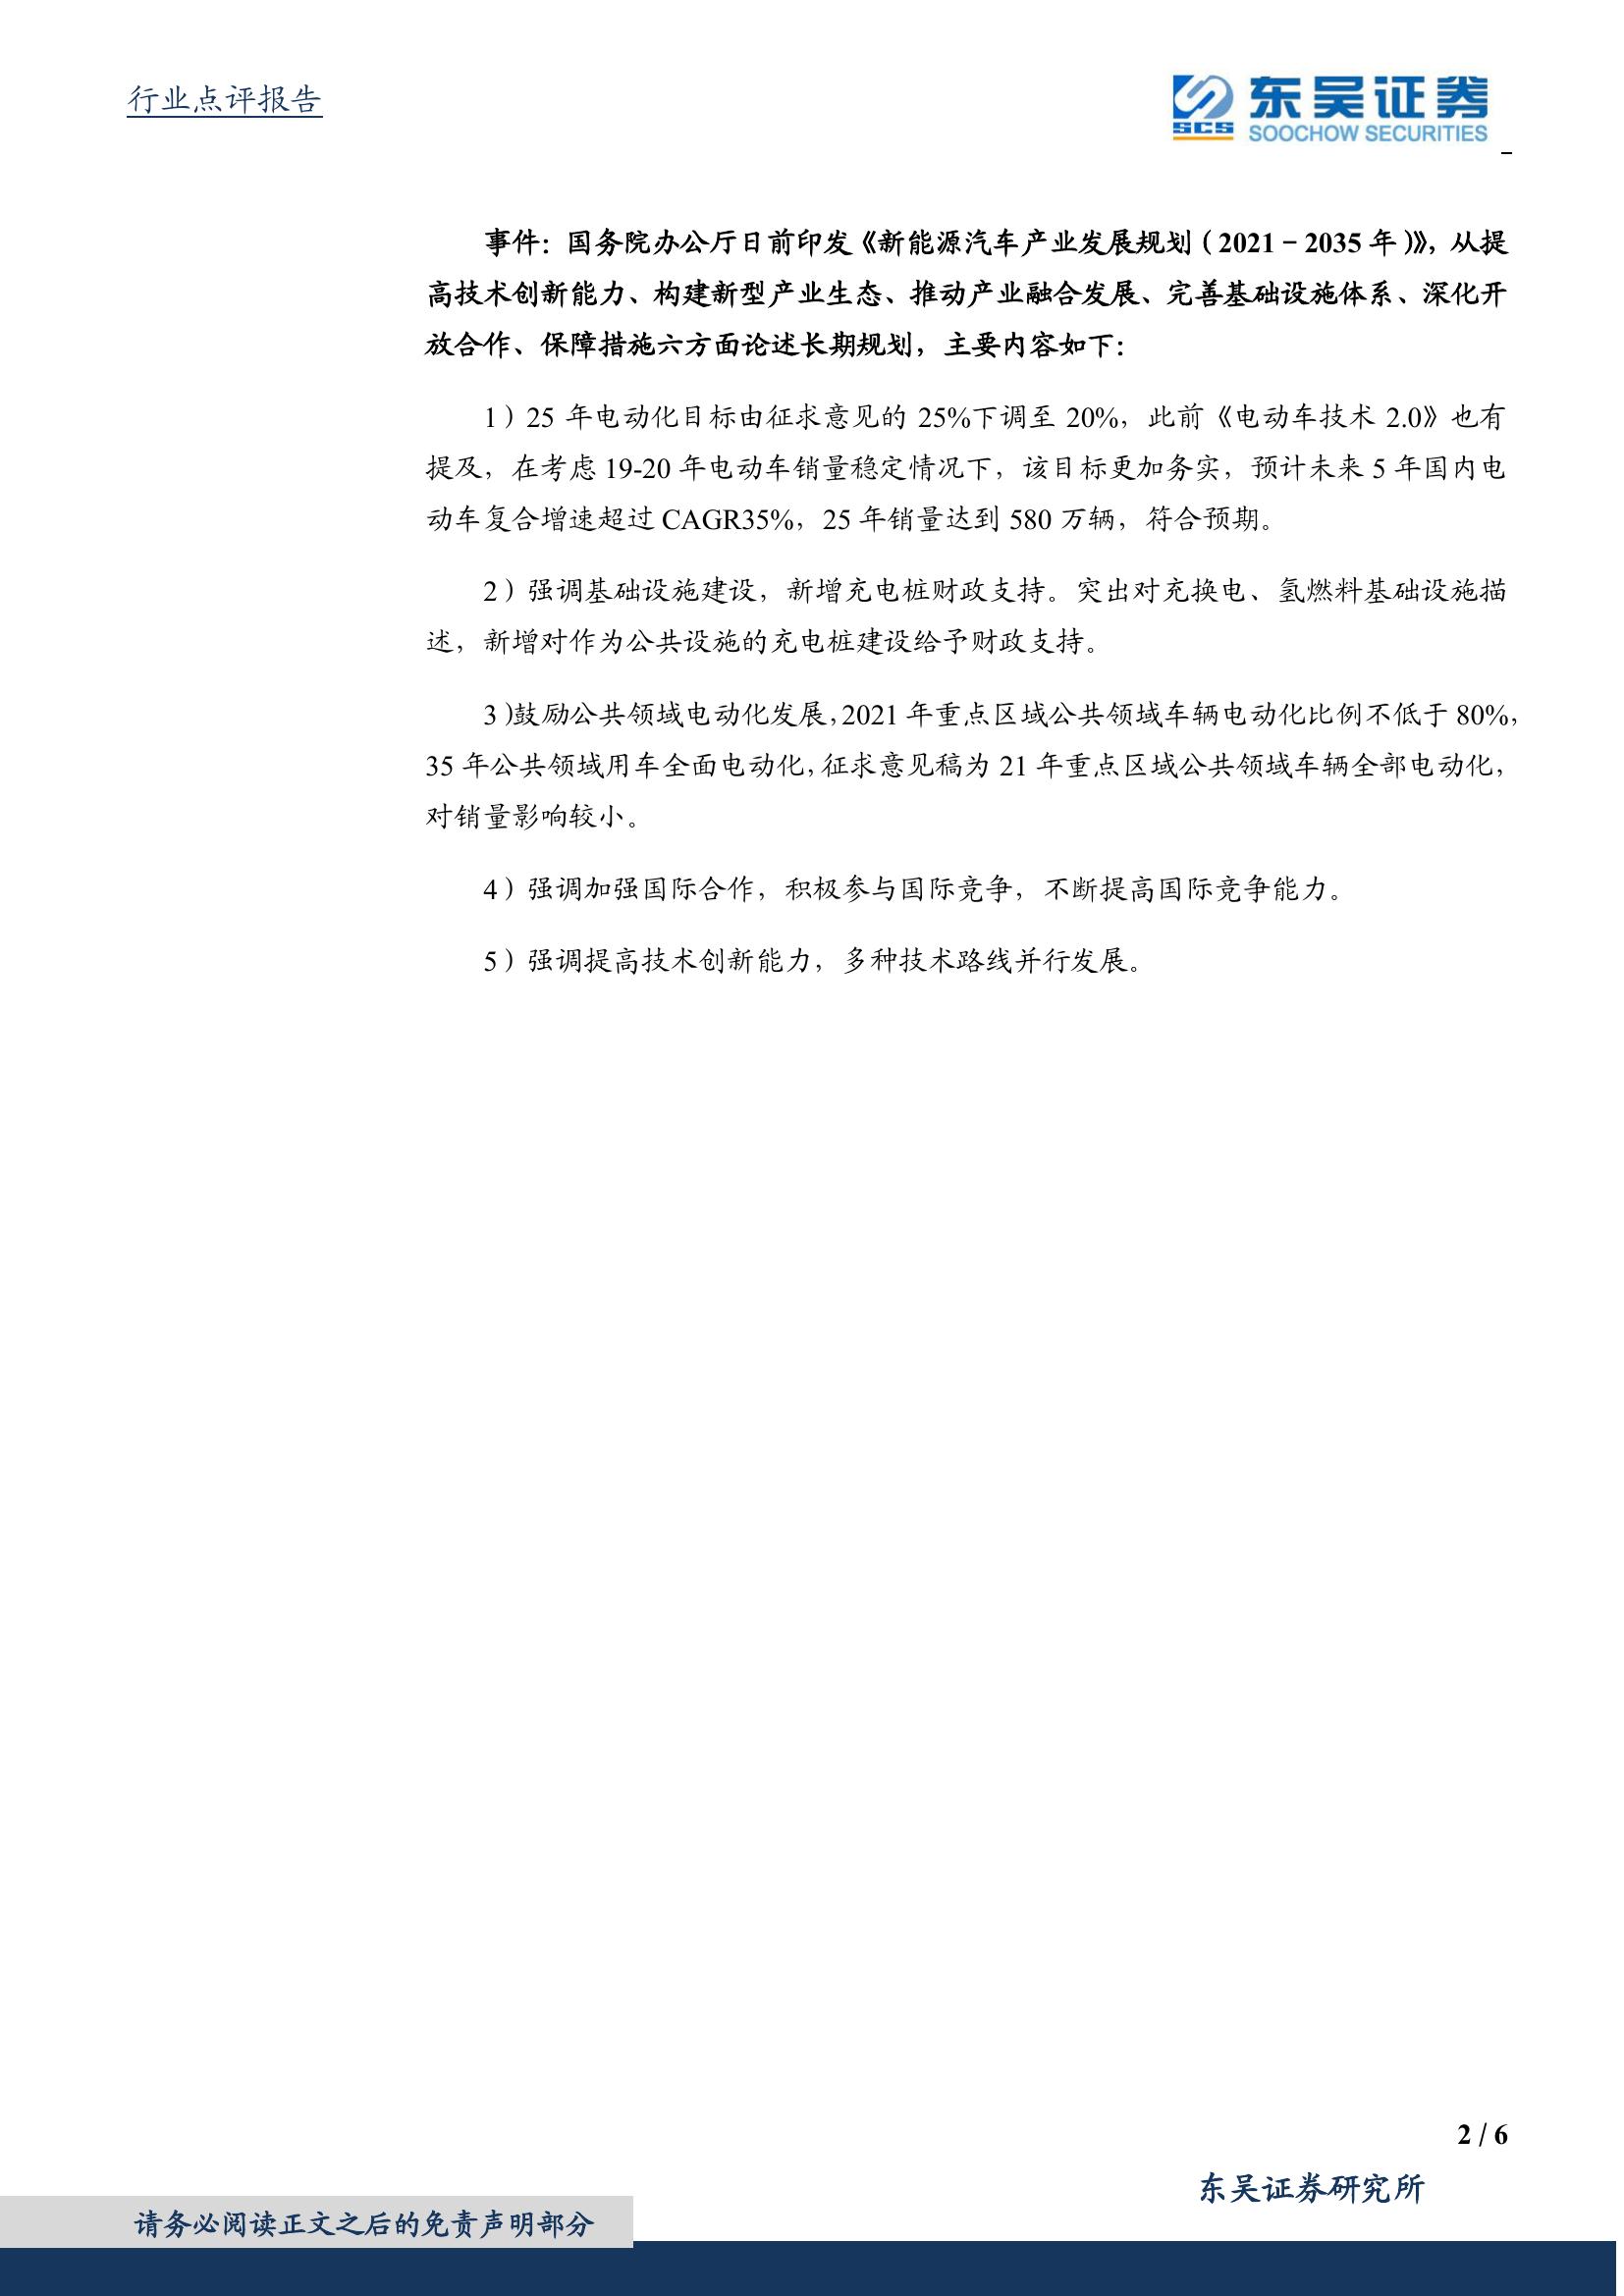 行业点评报告
SCS
东吴证券
SOOCHOW SECURITIES
事件：国务院办公厅日前印发《新能源汽车产业发展规划（2021－2035 年）》，从提
高技术创新能力、构建新型产业生态、推动产业融合发展、完善基础设施体系、深化开
放合作、保障措施六方面论述长期规划，主要内容如下：
1）25 年电动化目标由征求意见的 25%下调至 20%，此前《电动车技术 2.0》也有
提及，在考虑 19-20 年电动车销量稳定情况下，该目标更加务实，预计未来 5 年国内电
动车复合增速超过 CAGR35%，25 年销量达到 580 万辆，符合预期。
2）强调基础设施建设，新增充电桩财政支持。突出对充换电、氢燃料基础设施描
述，新增对作为公共设施的充电桩建设给予财政支持。
3）鼓励公共领域电动化发展，2021 年重点区域公共领域车辆电动化比例不低于 80%，
35 年公共领域用车全面电动化，征求意见稿为 21 年重点区域公共领域车辆全部电动化，
对销量影响较小。
4）强调加强国际合作，积极参与国际竞争，不断提高国际竞争能力。
5）强调提高技术创新能力，多种技术路线并行发展。
2 / 6
东吴证券研究所
请务必阅读正文之后的免责声明部分